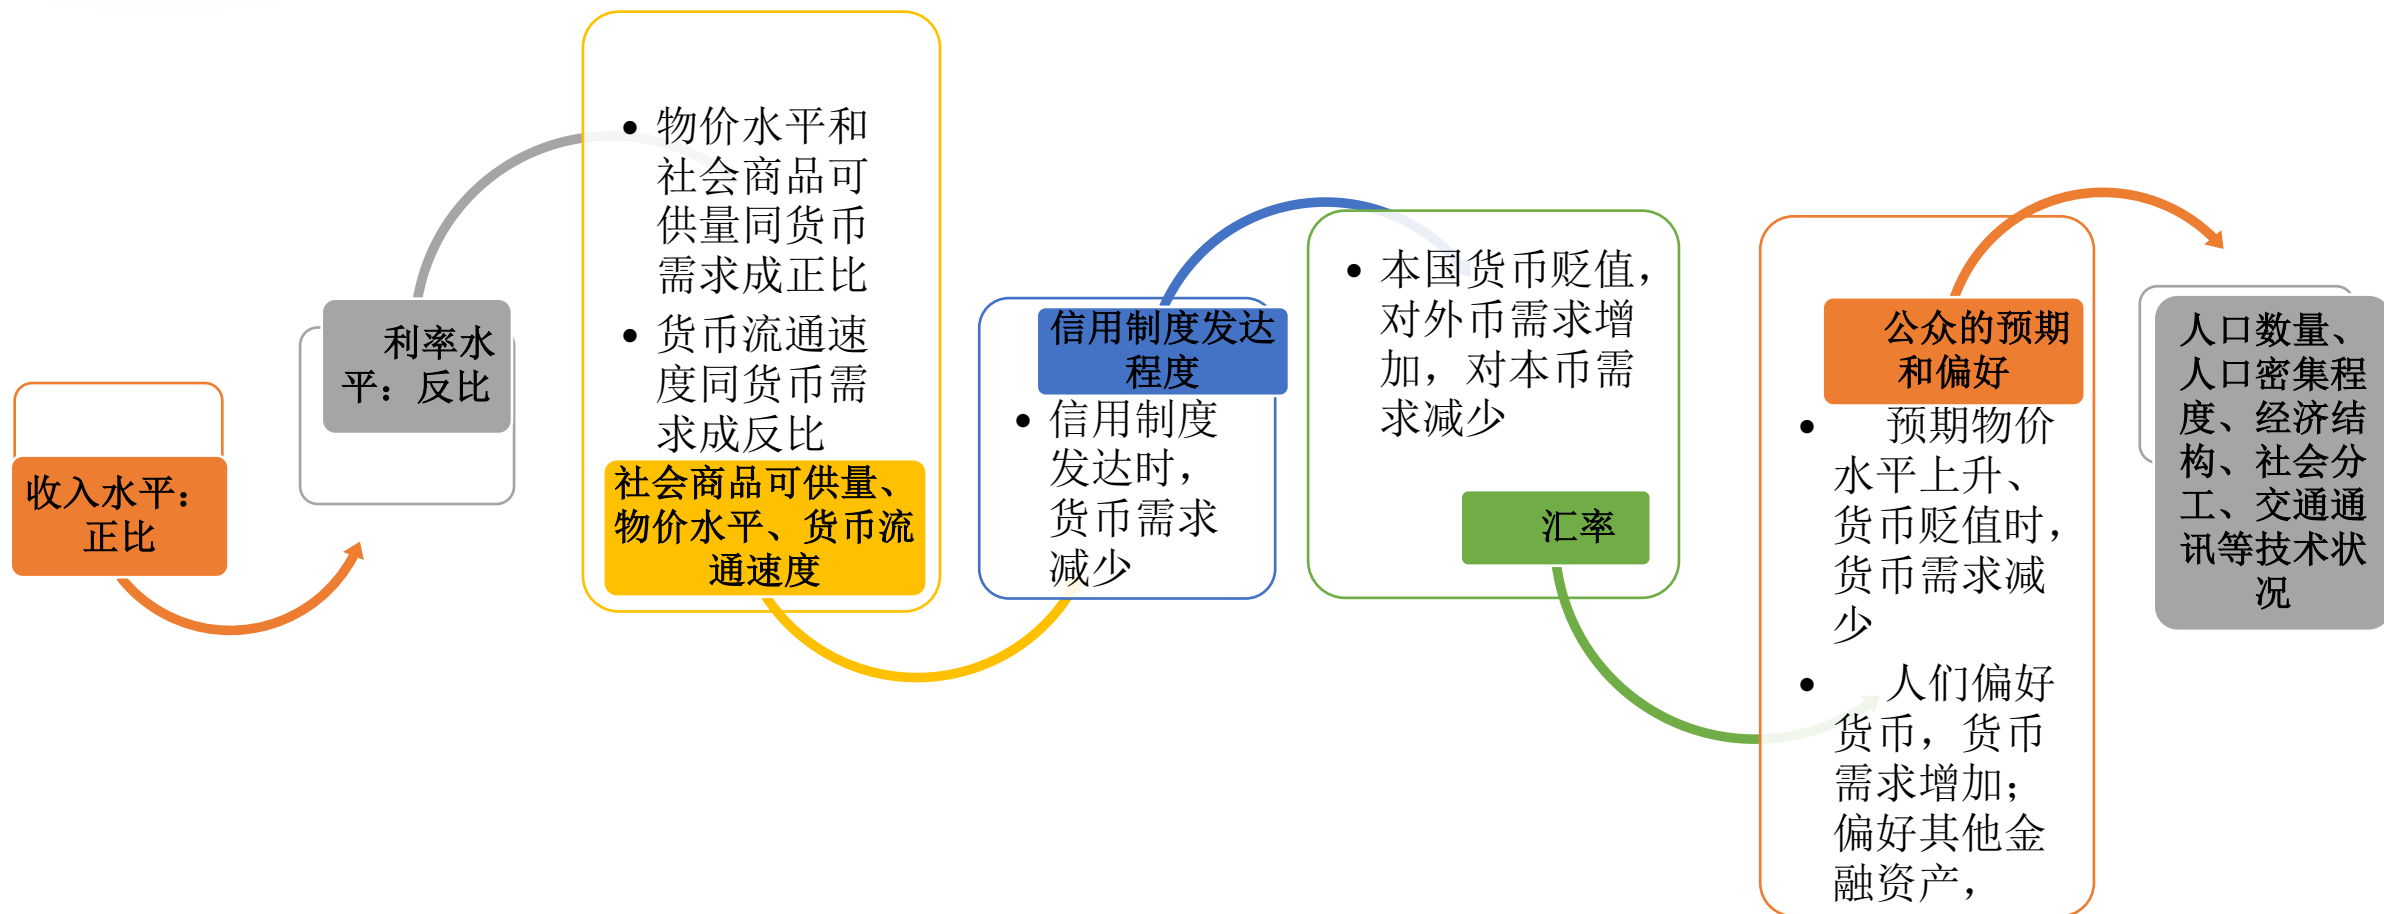 收入水平：
正比
利率水
平：反比
• 物价水平和
社会商品可
供量同货币
需求成正比
• 货币流通速
度同货币需
求成反比
社会商品可供量、
物价水平、货币流
通速度
信用制度发达
程度
• 信用制度
发达时，
货币需求
减少
• 本国货币贬值，
对外币需求增
加，对本币需
求减少
汇率
公众的预期
和偏好
• 预期物价
水平上升、
货币贬值时，
货币需求减
少
• 人们偏好
货币，货币
需求增加；
偏好其他金
融资产，
人口数量、
人口密集程
度、经济结
构、社会分
工、交通通
讯等技术状
况